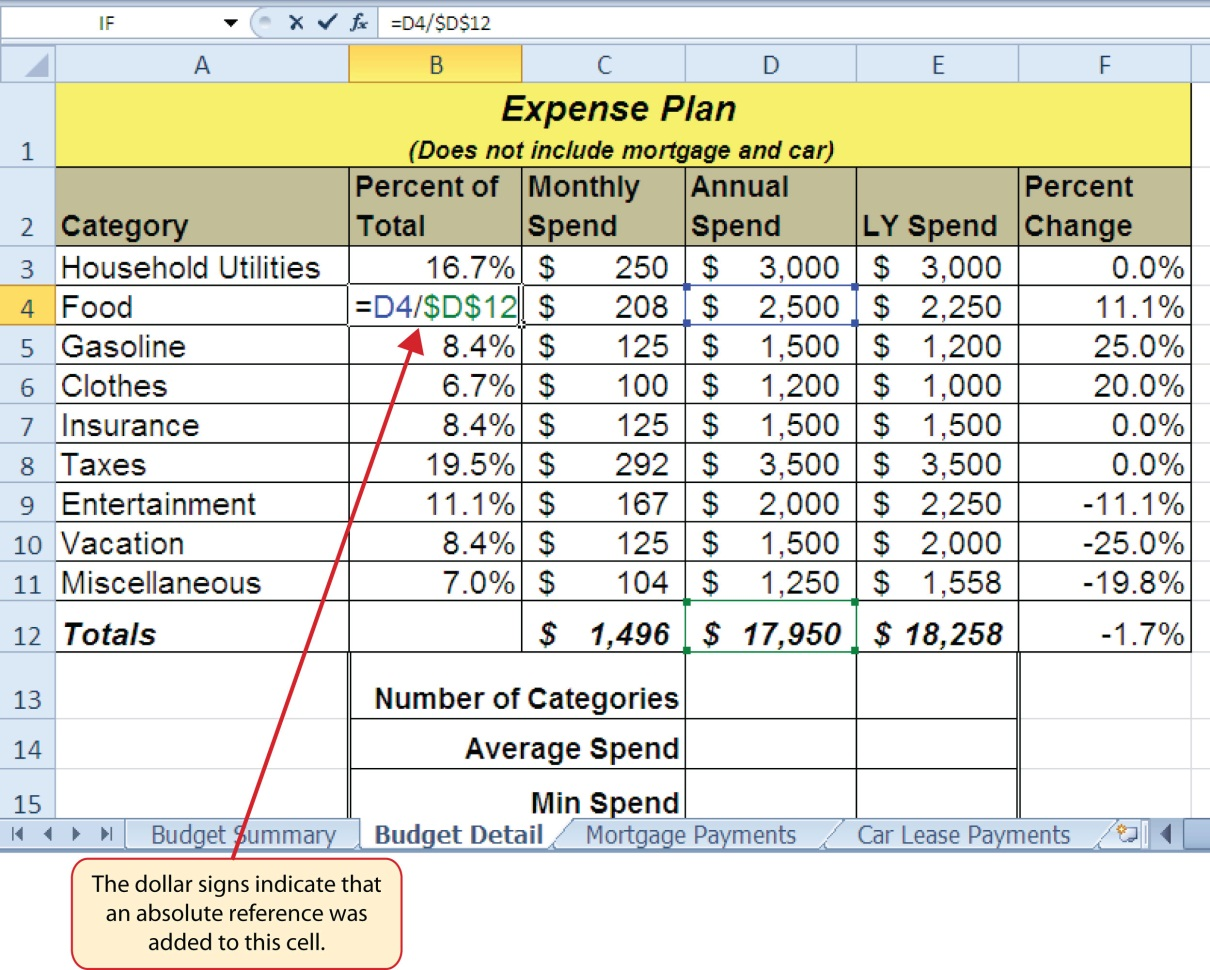 IF =D4/$D$12
A B C D E F
Expense Plan
1 (Does not include mortgage and car)
Percent of Monthly Annual Percent
2 Category Total Spend Spend LY Spend Change
3 Household Utilities 16.7% $ 250 $ 3,000 $ 3,000 0.0%
4 Food =D4/$D$12 $ 208 $ 2,500 $ 2,250 11.1%
5 Gasoline 8.4% $ 125 $ 1,500 $ 1,200 25.0%
6 Clothes 6.7% $ 100 $ 1,200 $ 1,000 20.0%
7 Insurance 8.4% $ 125 $ 1,500 $ 1,500 0.0%
8 Taxes 19.5% $ 292 $ 3,500 $ 3,500 0.0%
9 Entertainment 11.1% $ 167 $ 2,000 $ 2,250 -11.1%
10 Vacation 8.4% $ 125 $ 1,500 $ 2,000 -25.0%
11 Miscellaneous 7.0% $ 104 $ 1,250 $ 1,558 -19.8%
12 Totals $ 1,496 $ 17,950 $ 18,258 -1.7%
13 Number of Categories
14 Average Spend
15 Min Spend
Budget Summary Budget Detail Mortgage Payments Car Lease Payments
The dollar signs indicate that
an absolute reference was
added to this cell.